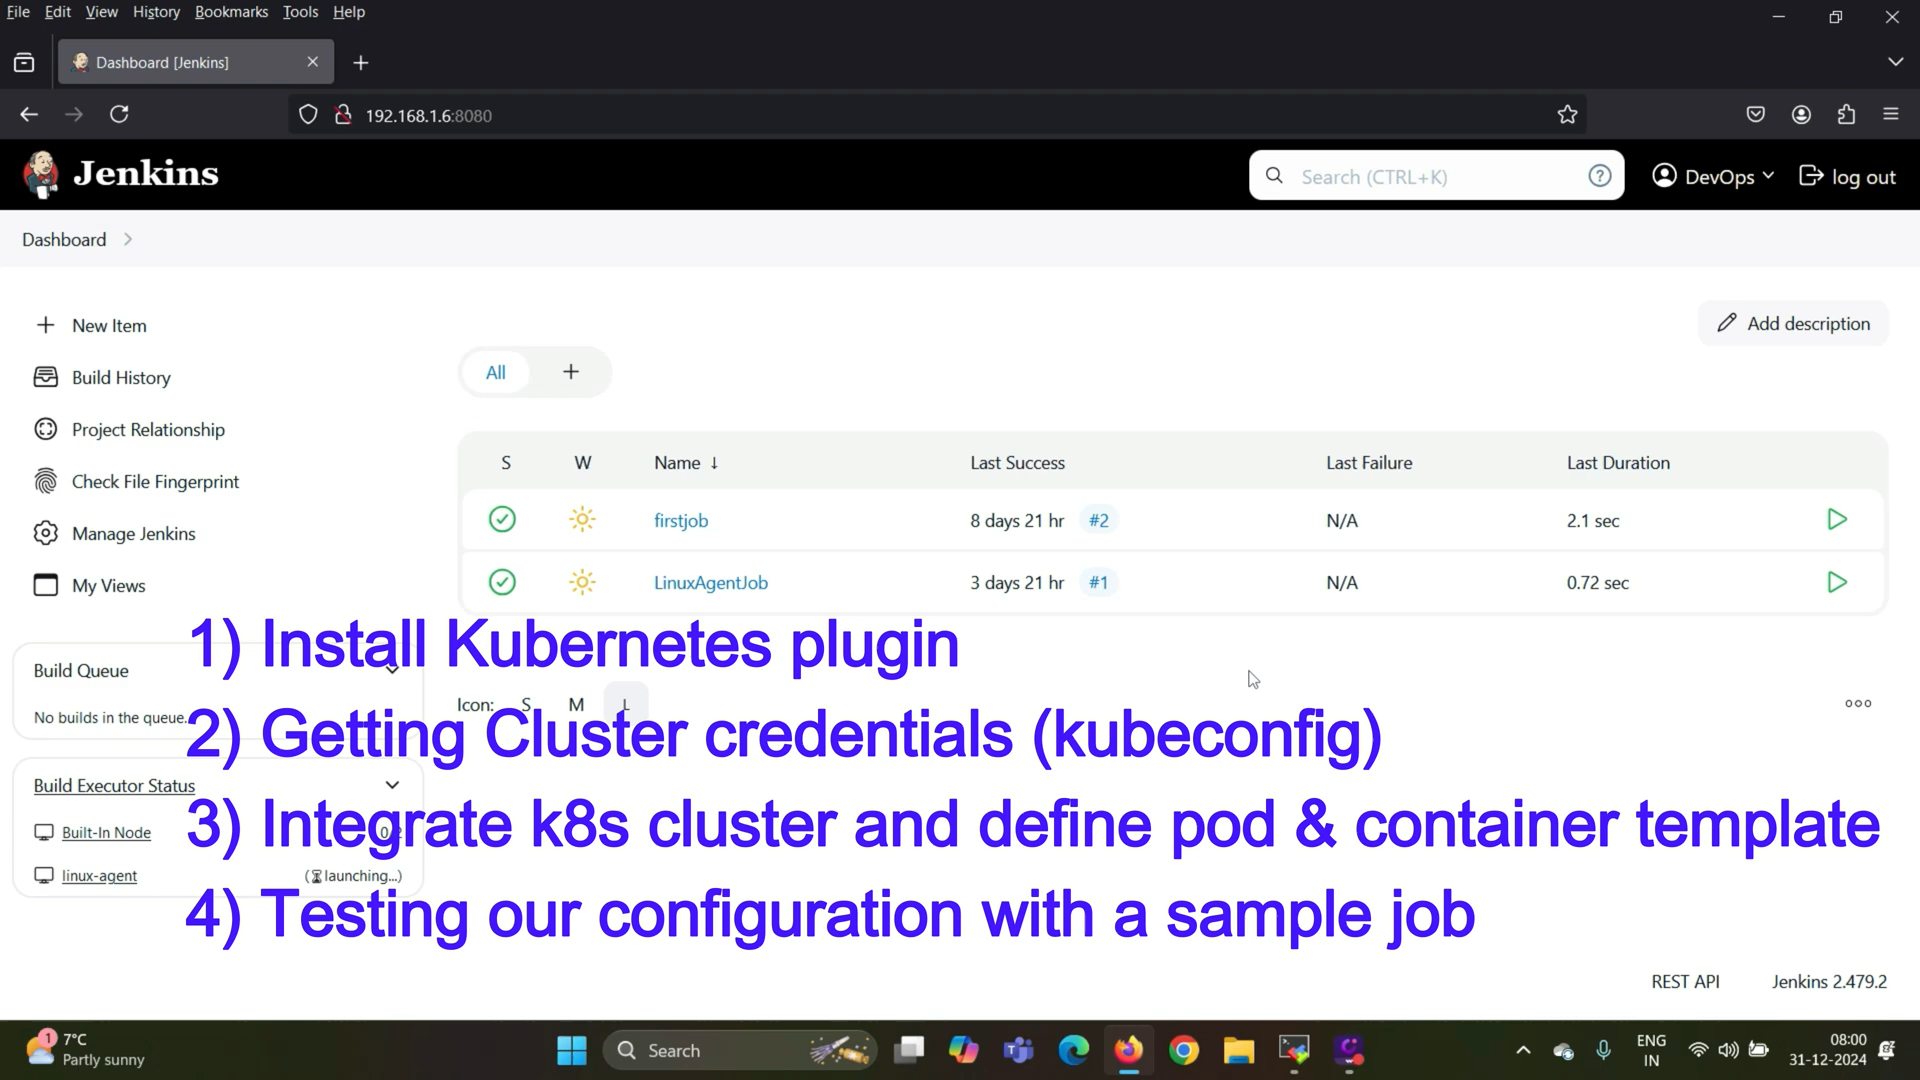 File Edit View History Bookmarks Tools Help
Dashboard [Jenkins]
192.168.1.6:8080
Jenkins
Search (CTRL+K)
DevOps
log out
Dashboard
New Item
Add description
Build History
All
Project Relationship
S W Name ↓ Last Success Last Failure Last Duration
Check File Fingerprint
firstjob 8 days 21 hr #2 N/A 2.1 sec
Manage Jenkins
LinuxAgentJob 3 days 21 hr #1 N/A 0.72 sec
My Views
1) Install Kubernetes plugin
Build Queue
Icon: S M L
No builds in the queue.
2) Getting Cluster credentials (kubeconfig)
Build Executor Status
3) Integrate k8s cluster and define pod & container template
Built-In Node 0/2
linux-agent (launching...)
4) Testing our configuration with a sample job
REST API Jenkins 2.479.2
1
7°C
Partly sunny
Search
ENG
IN
08:00
31-12-2024